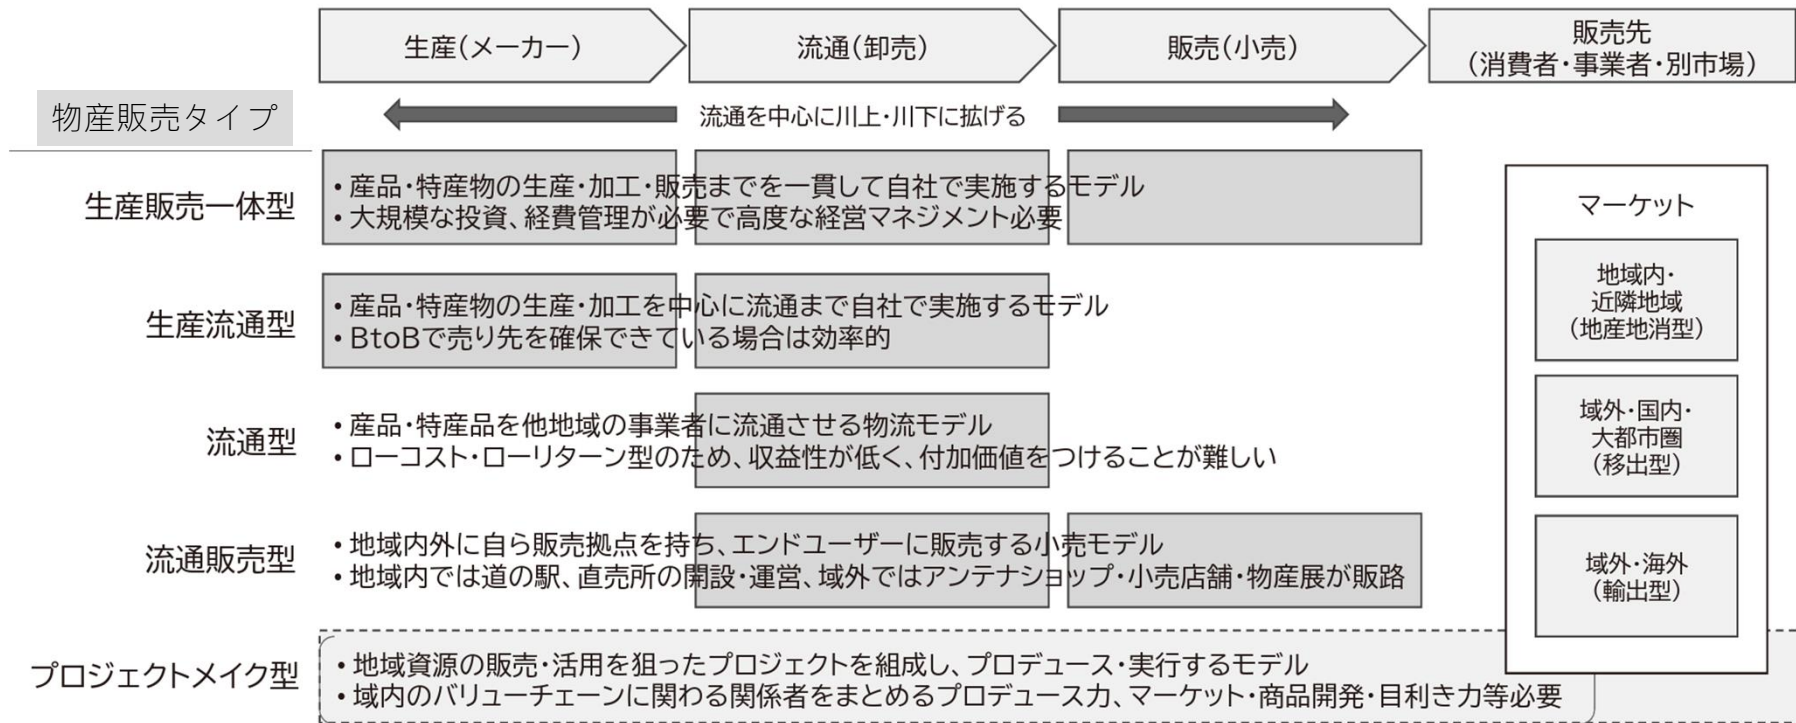 生産(メーカー)
流通(卸売)
販売(小売)
販売先
(消費者・事業者・別市場)
物産販売タイプ
流通を中心に川上・川下に拡げる
生産販売一体型
• 産品・特産物の生産・加工・販売までを一貫して自社で実施するモデル
• 大規模な投資、経費管理が必要で高度な経営マネジメント必要
生産流通型
• 産品・特産物の生産・加工を中心に流通まで自社で実施するモデル
• BtoBで売り先を確保できている場合は効率的
流通型
• 産品・特産品を他地域の事業者に流通させる物流モデル
• ローコスト・ローリターン型のため、収益性が低く、付加価値をつけることが難しい
流通販売型
• 地域内外に自ら販売拠点を持ち、エンドユーザーに販売する小売モデル
• 地域内では道の駅、直売所の開設・運営、域外ではアンテナショップ・小売店舗・物産展が販路
プロジェクトメイク型
• 地域資源の販売・活用を狙ったプロジェクトを組成し、プロデュース・実行するモデル
• 域内のバリューチェーンに関わる関係者をまとめるプロデュース力、マーケット・商品開発・目利き力等必要
マーケット
地域内・
近隣地域
(地産地消型)
域外・国内・
大都市圏
(移出型)
域外・海外
(輸出型)